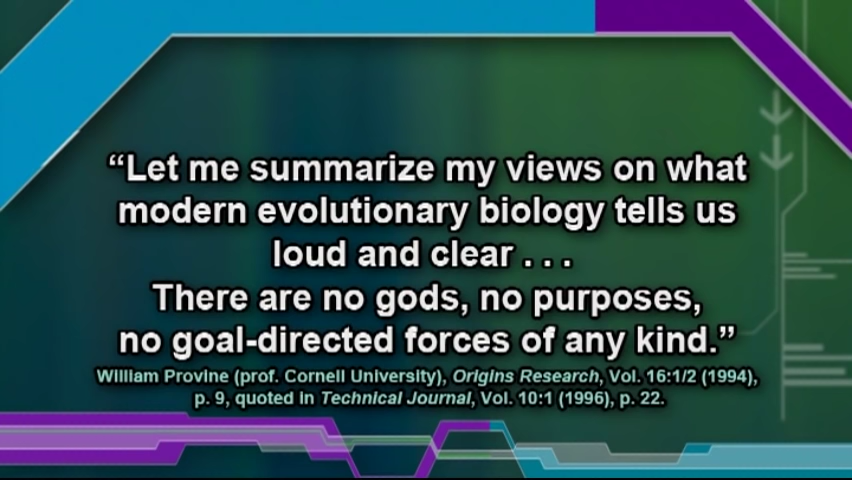 “Let me summarize my views on what
modern evolutionary biology tells us
loud and clear . . .
There are no gods, no purposes,
no goal-directed forces of any kind.”
William Provine (prof. Cornell University), Origins Research, Vol. 16:1/2 (1994),
p. 9, quoted in Technical Journal, Vol. 10:1 (1996), p. 22.